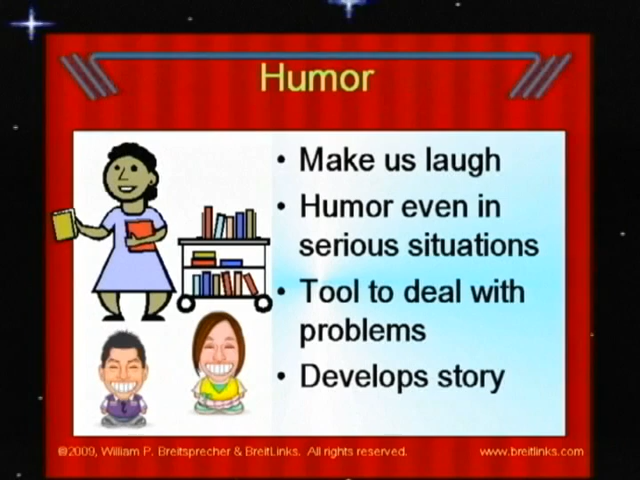 Humor
• Make us laugh
• Humor even in
serious situations
• Tool to deal with
problems
• Develops story
@2009, William P. Breitsprecher & BreitLinks. All rights reserved.
www.breitlinks.com